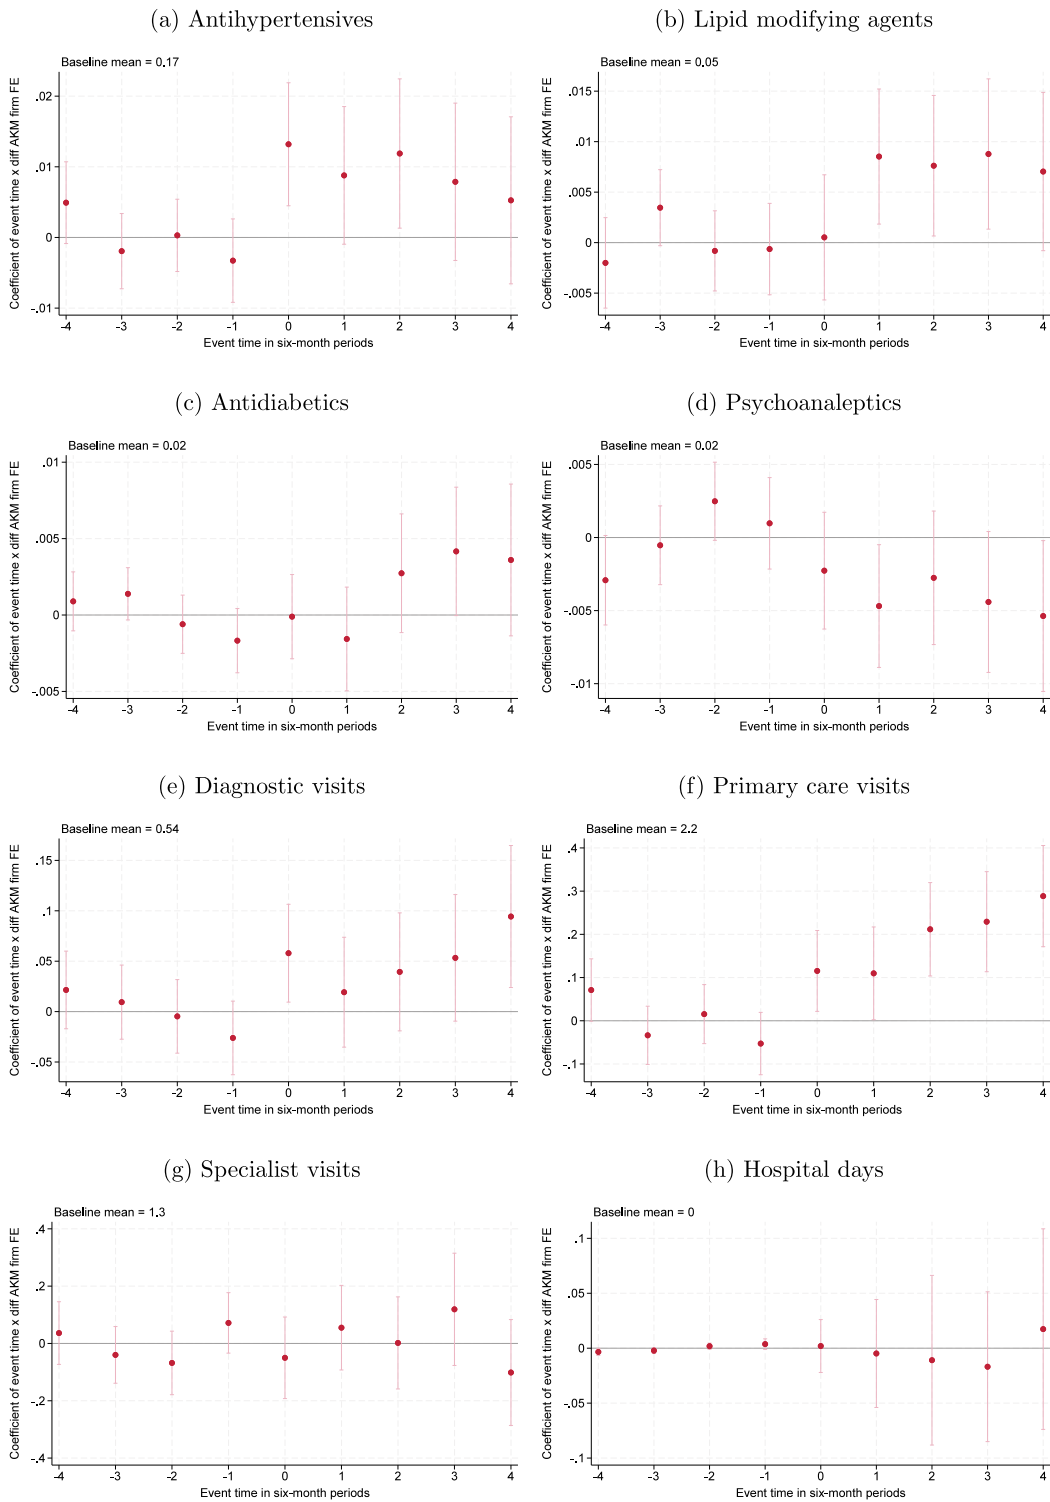 (a) Antihypertensives
Baseline mean = 0.17
Coefficient of event time x diff AKM firm FE
.02
.01
0
-.01
-4 -3 -2 -1 0 1 2 3 4
Event time in six-month periods
(b) Lipid modifying agents
Baseline mean = 0.05
Coefficient of event time x diff AKM firm FE
.015
.01
.005
0
-.005
-4 -3 -2 -1 0 1 2 3 4
Event time in six-month periods
(c) Antidiabetics
Baseline mean = 0.02
Coefficient of event time x diff AKM firm FE
.01
.005
0
-.005
-4 -3 -2 -1 0 1 2 3 4
Event time in six-month periods
(d) Psychoanaleptics
Baseline mean = 0.02
Coefficient of event time x diff AKM firm FE
.005
0
-.005
-.01
-4 -3 -2 -1 0 1 2 3 4
Event time in six-month periods
(e) Diagnostic visits
Baseline mean = 0.54
Coefficient of event time x diff AKM firm FE
.15
.1
.05
0
-.05
-4 -3 -2 -1 0 1 2 3 4
Event time in six-month periods
(f) Primary care visits
Baseline mean = 2.2
Coefficient of event time x diff AKM firm FE
.4
.3
.2
.1
0
-.1
-4 -3 -2 -1 0 1 2 3 4
Event time in six-month periods
(g) Specialist visits
Baseline mean = 1.3
Coefficient of event time x diff AKM firm FE
.4
.2
0
-.2
-.4
-4 -3 -2 -1 0 1 2 3 4
Event time in six-month periods
(h) Hospital days
Baseline mean = 0
Coefficient of event time x diff AKM firm FE
.1
.05
0
-.05
-.1
-4 -3 -2 -1 0 1 2 3 4
Event time in six-month periods